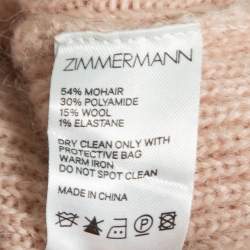 ZIMMERMANN
54% MOHAIR
30% POLYAMIDE
15% WOOL
1% ELASTANE
DRY CLEAN ONLY WITH
PROTECTIVE BAG
WARM IRON
DO NOT SPOT CLEAN
MADE IN CHINA
P